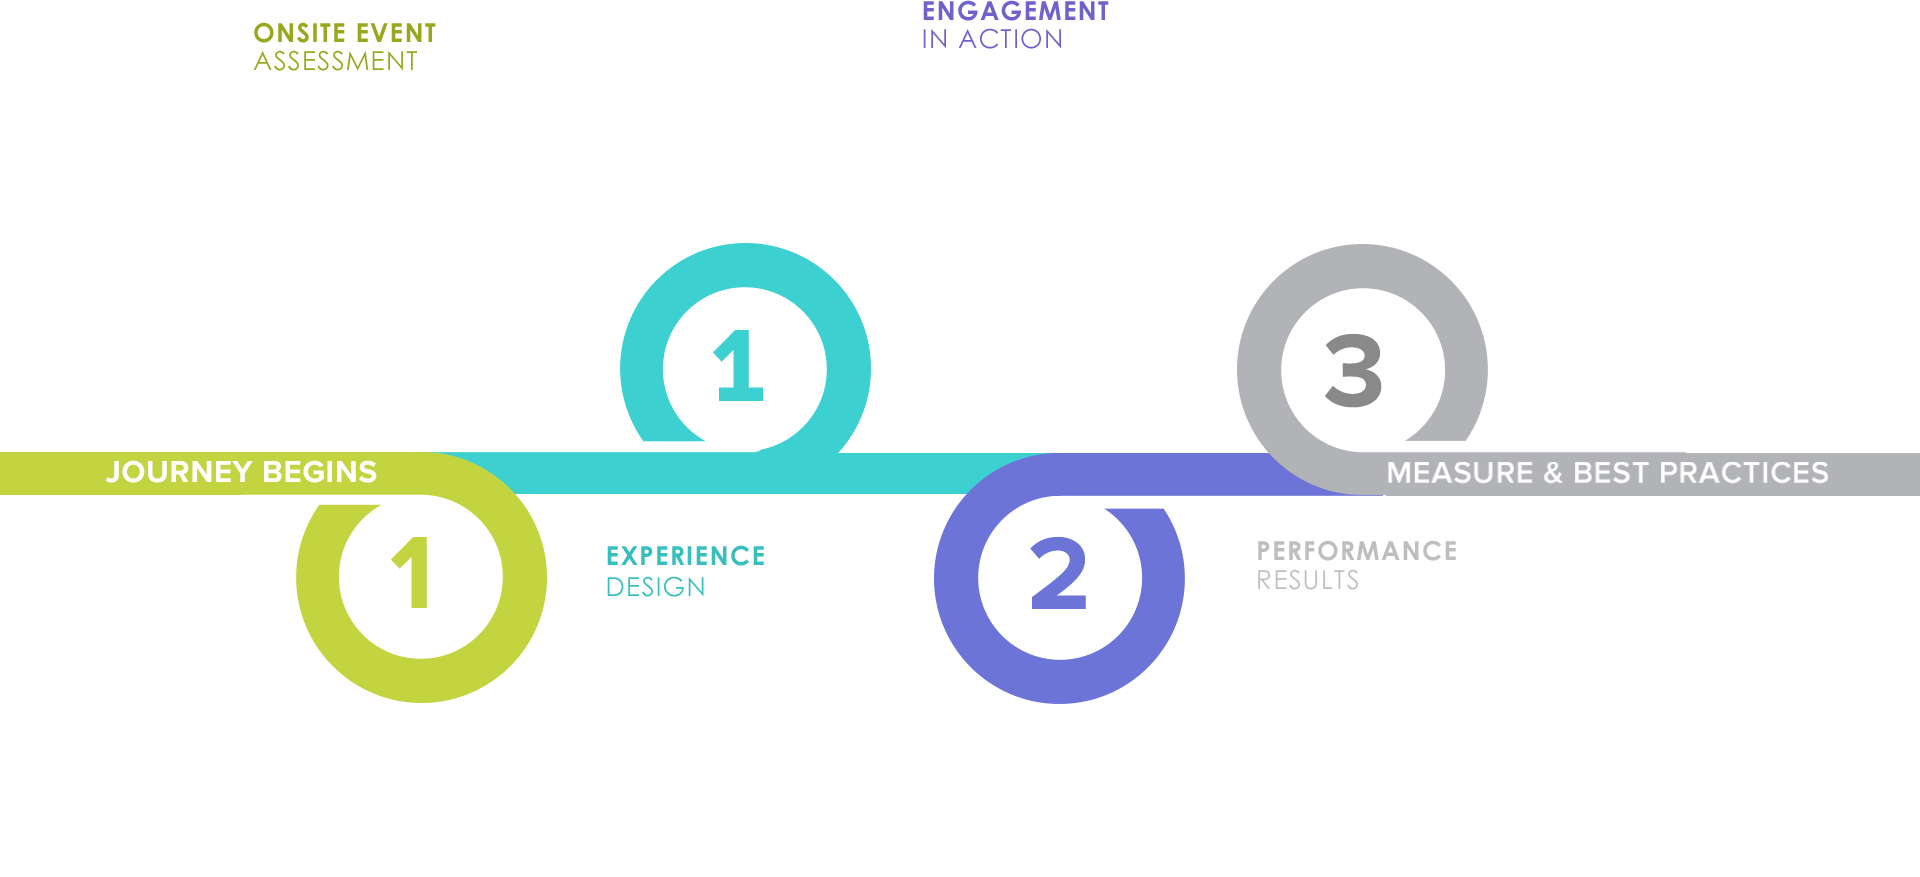 ONSITE EVENT
ASSESSMENT
ENGAGEMENT
IN ACTION
1
3
JOURNEY BEGINS
MEASURE & BEST PRACTICES
1
EXPERIENCE
DESIGN
2
PERFORMANCE
RESULTS